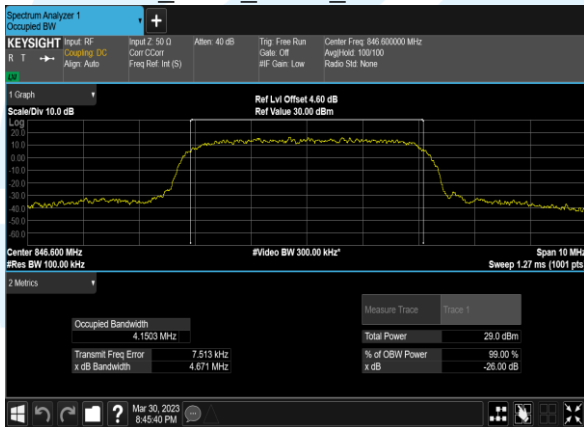 Spectrum Analyzer 1
Occupied BW
KEYSIGHT
R T
LXI
Input: RF
Coupling: DC
Align: Auto
Input Z: 50 Ω
Corr CCorr
Freq Ref: Int (S)
Atten: 40 dB
Trig: Free Run
Gate: Off
#IF Gain: Low
Center Freq: 846.600000 MHz
Avg|Hold: 100/100
Radio Std: None
1 Graph
Scale/Div 10.0 dB
Ref Lvl Offset 4.60 dB
Ref Value 30.00 dBm
Log
20.0
10.0
0.00
-10.0
-20.0
-30.0
-40.0
-50.0
-60.0
Center 846.600 MHz
#Res BW 100.00 kHz
#Video BW 300.00 kHz*
Span 10 MHz
Sweep 1.27 ms (1001 pts)
2 Metrics
Measure Trace Trace 1
Occupied Bandwidth
4.1503 MHz
Total Power 29.0 dBm
Transmit Freq Error 7.513 kHz
% of OBW Power 99.00 %
x dB Bandwidth 4.671 MHz
x dB -26.00 dB
?
Mar 30, 2023
8:45:40 PM